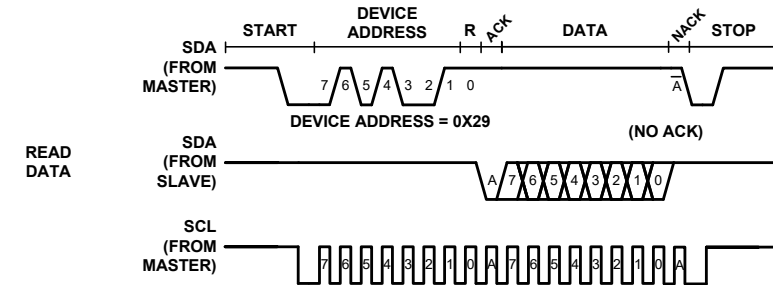 START
DEVICE
ADDRESS
R
ACK
DATA
NACK
STOP
SDA
(FROM
MASTER)
7 6 5 4 3 2 1 0
A
DEVICE ADDRESS = 0X29
(NO ACK)
READ
DATA
SDA
(FROM
SLAVE)
A 7 6 5 4 3 2 1 0
SCL
(FROM
MASTER)
7 6 5 4 3 2 1 0 A 7 6 5 4 3 2 1 0 A